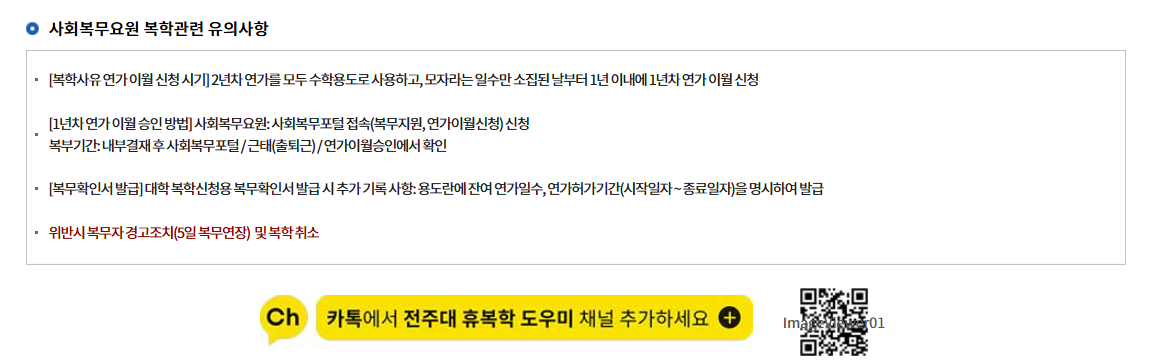 사회복무요원 복학관련 유의사항
[복학사유 연가 이월 신청 시기] 2년차 연가를 모두 수학용도로 사용하고, 모자라는 일수만 소집된 날부터 1년 이내에 1년차 연가 이월 신청
[1년차 연가 이월 승인 방법] 사회복무요원: 사회복무포털 접속(복무지원, 연가이월신청) 신청
복부기간: 내부결재 후 사회복무포털 / 근태(출퇴근) / 연가이월승인에서 확인
[복무확인서 발급] 대학 복학신청용 복무확인서 발급 시 추가 기록 사항: 용도란에 잔여 연가일수, 연가허가기간(시작일자 ~ 종료일자)을 명시하여 발급
위반시 복무자 경고조치(5일 복무연장) 및 복학 취소
Ch 카톡에서 전주대 휴복학 도우미 채널 추가하세요
ImageViewer01